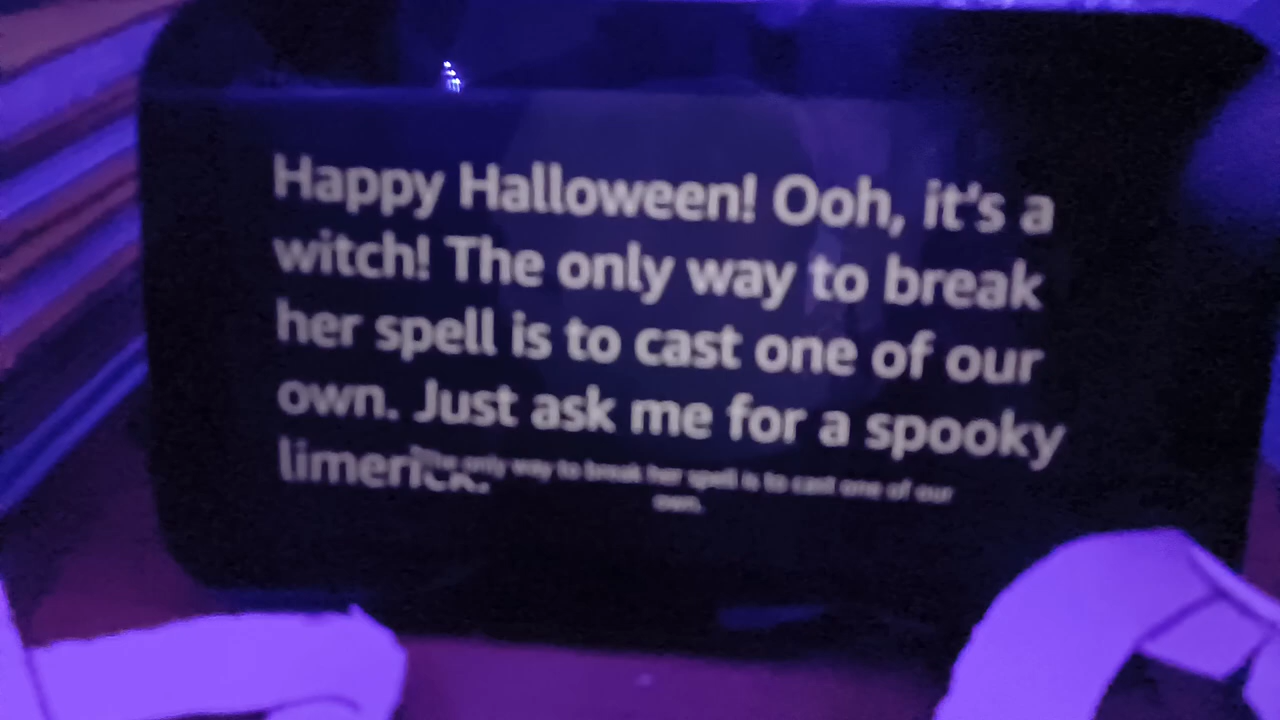 Happy Halloween! Ooh, it's a
witch! The only way to break
her spell is to cast one of our
own. Just ask me for a spooky
limerick.
The only way to break her spell is to cast one of our
own.